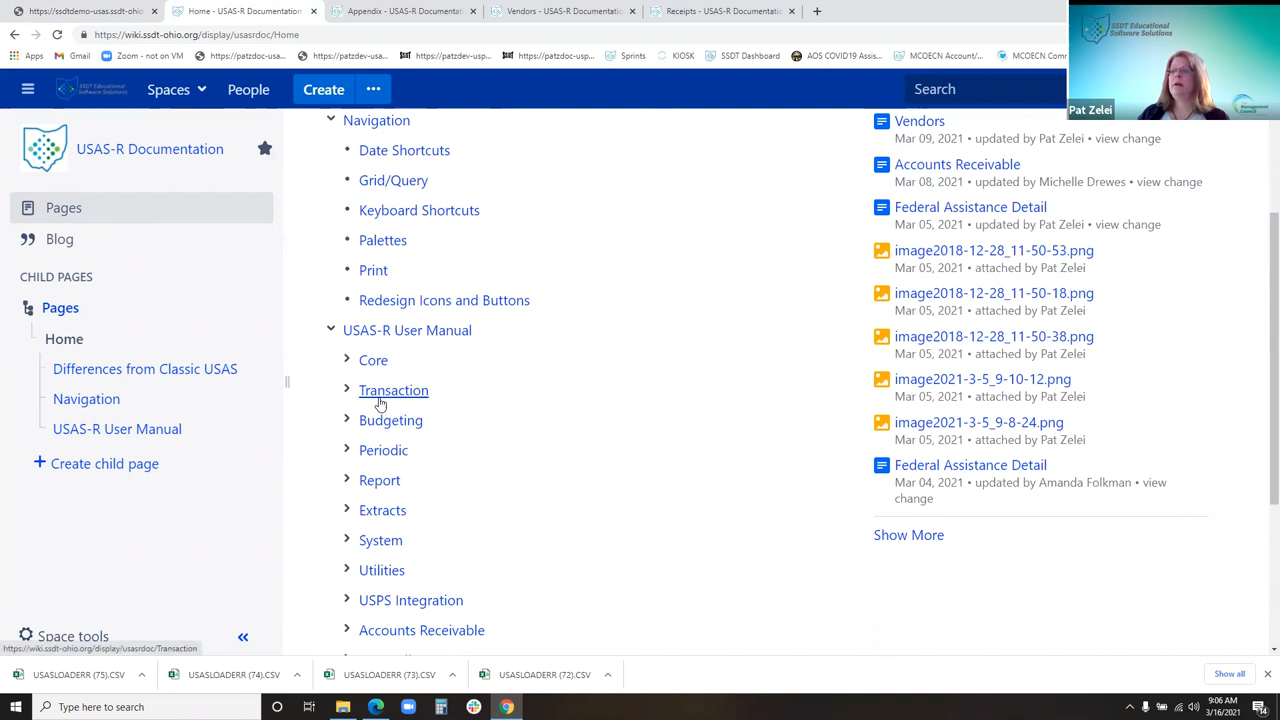 https://ssdtdemo-usas.ssdt-ohio
Home - USAS-R Documentation
Appendix - USAS-R Documentati
Vendors - USAS-R Documentatio
Receipts - USAS-R Documentatio
wiki.ssdt-ohio.org/display/usasrdoc/Home
Apps
Gmail
Zoom - not on VM
https://patzdoc-usa...
https://patzdev-usa...
https://patzdev-usp...
https://patzdoc-usp...
Sprints
KIOSK
SSDT Dashboard
AOS COVID19 Assis...
MCOECN Account/...
MCOECN Com
SSDT Educational
Software Solutions
Management
Council
Pat Zelei
SSDT Educational
Software Solutions
Spaces
People
Create
Search
USAS-R Documentation
Pages
Blog
CHILD PAGES
Pages
Home
Differences from Classic USAS
Navigation
USAS-R User Manual
+ Create child page
Space tools
https://wiki.ssdt-ohio.org/display/usasrdoc/Transaction
Navigation
Date Shortcuts
Grid/Query
Keyboard Shortcuts
Palettes
Print
Redesign Icons and Buttons
USAS-R User Manual
Core
Transaction
Budgeting
Periodic
Report
Extracts
System
Utilities
USPS Integration
Accounts Receivable
Vendors
Mar 09, 2021 • updated by Pat Zelei • view change
Accounts Receivable
Mar 08, 2021 • updated by Michelle Drewes • view change
Federal Assistance Detail
Mar 05, 2021 • updated by Pat Zelei • view change
image2018-12-28_11-50-53.png
Mar 05, 2021 • attached by Pat Zelei
image2018-12-28_11-50-18.png
Mar 05, 2021 • attached by Pat Zelei
image2018-12-28_11-50-38.png
Mar 05, 2021 • attached by Pat Zelei
image2021-3-5_9-10-12.png
Mar 05, 2021 • attached by Pat Zelei
image2021-3-5_9-8-24.png
Mar 05, 2021 • attached by Pat Zelei
Federal Assistance Detail
Mar 04, 2021 • updated by Amanda Folkman • view
change
Show More
USASLOADERR (75).CSV
USASLOADERR (74).CSV
USASLOADERR (73).CSV
USASLOADERR (72).CSV
Show all
Type here to search
9:06 AM
3/16/2021
14